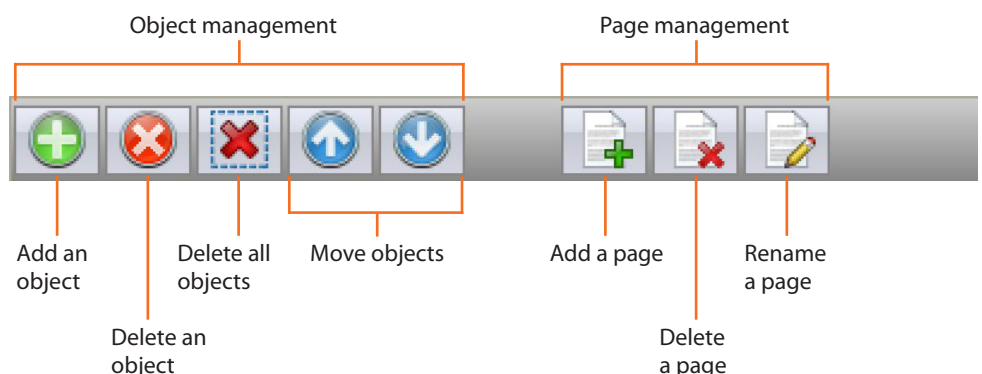 Object management
Page management
Add an
object
Delete all
objects
Move objects
Add a page
Rename
a page
Delete an
object
Delete
a page